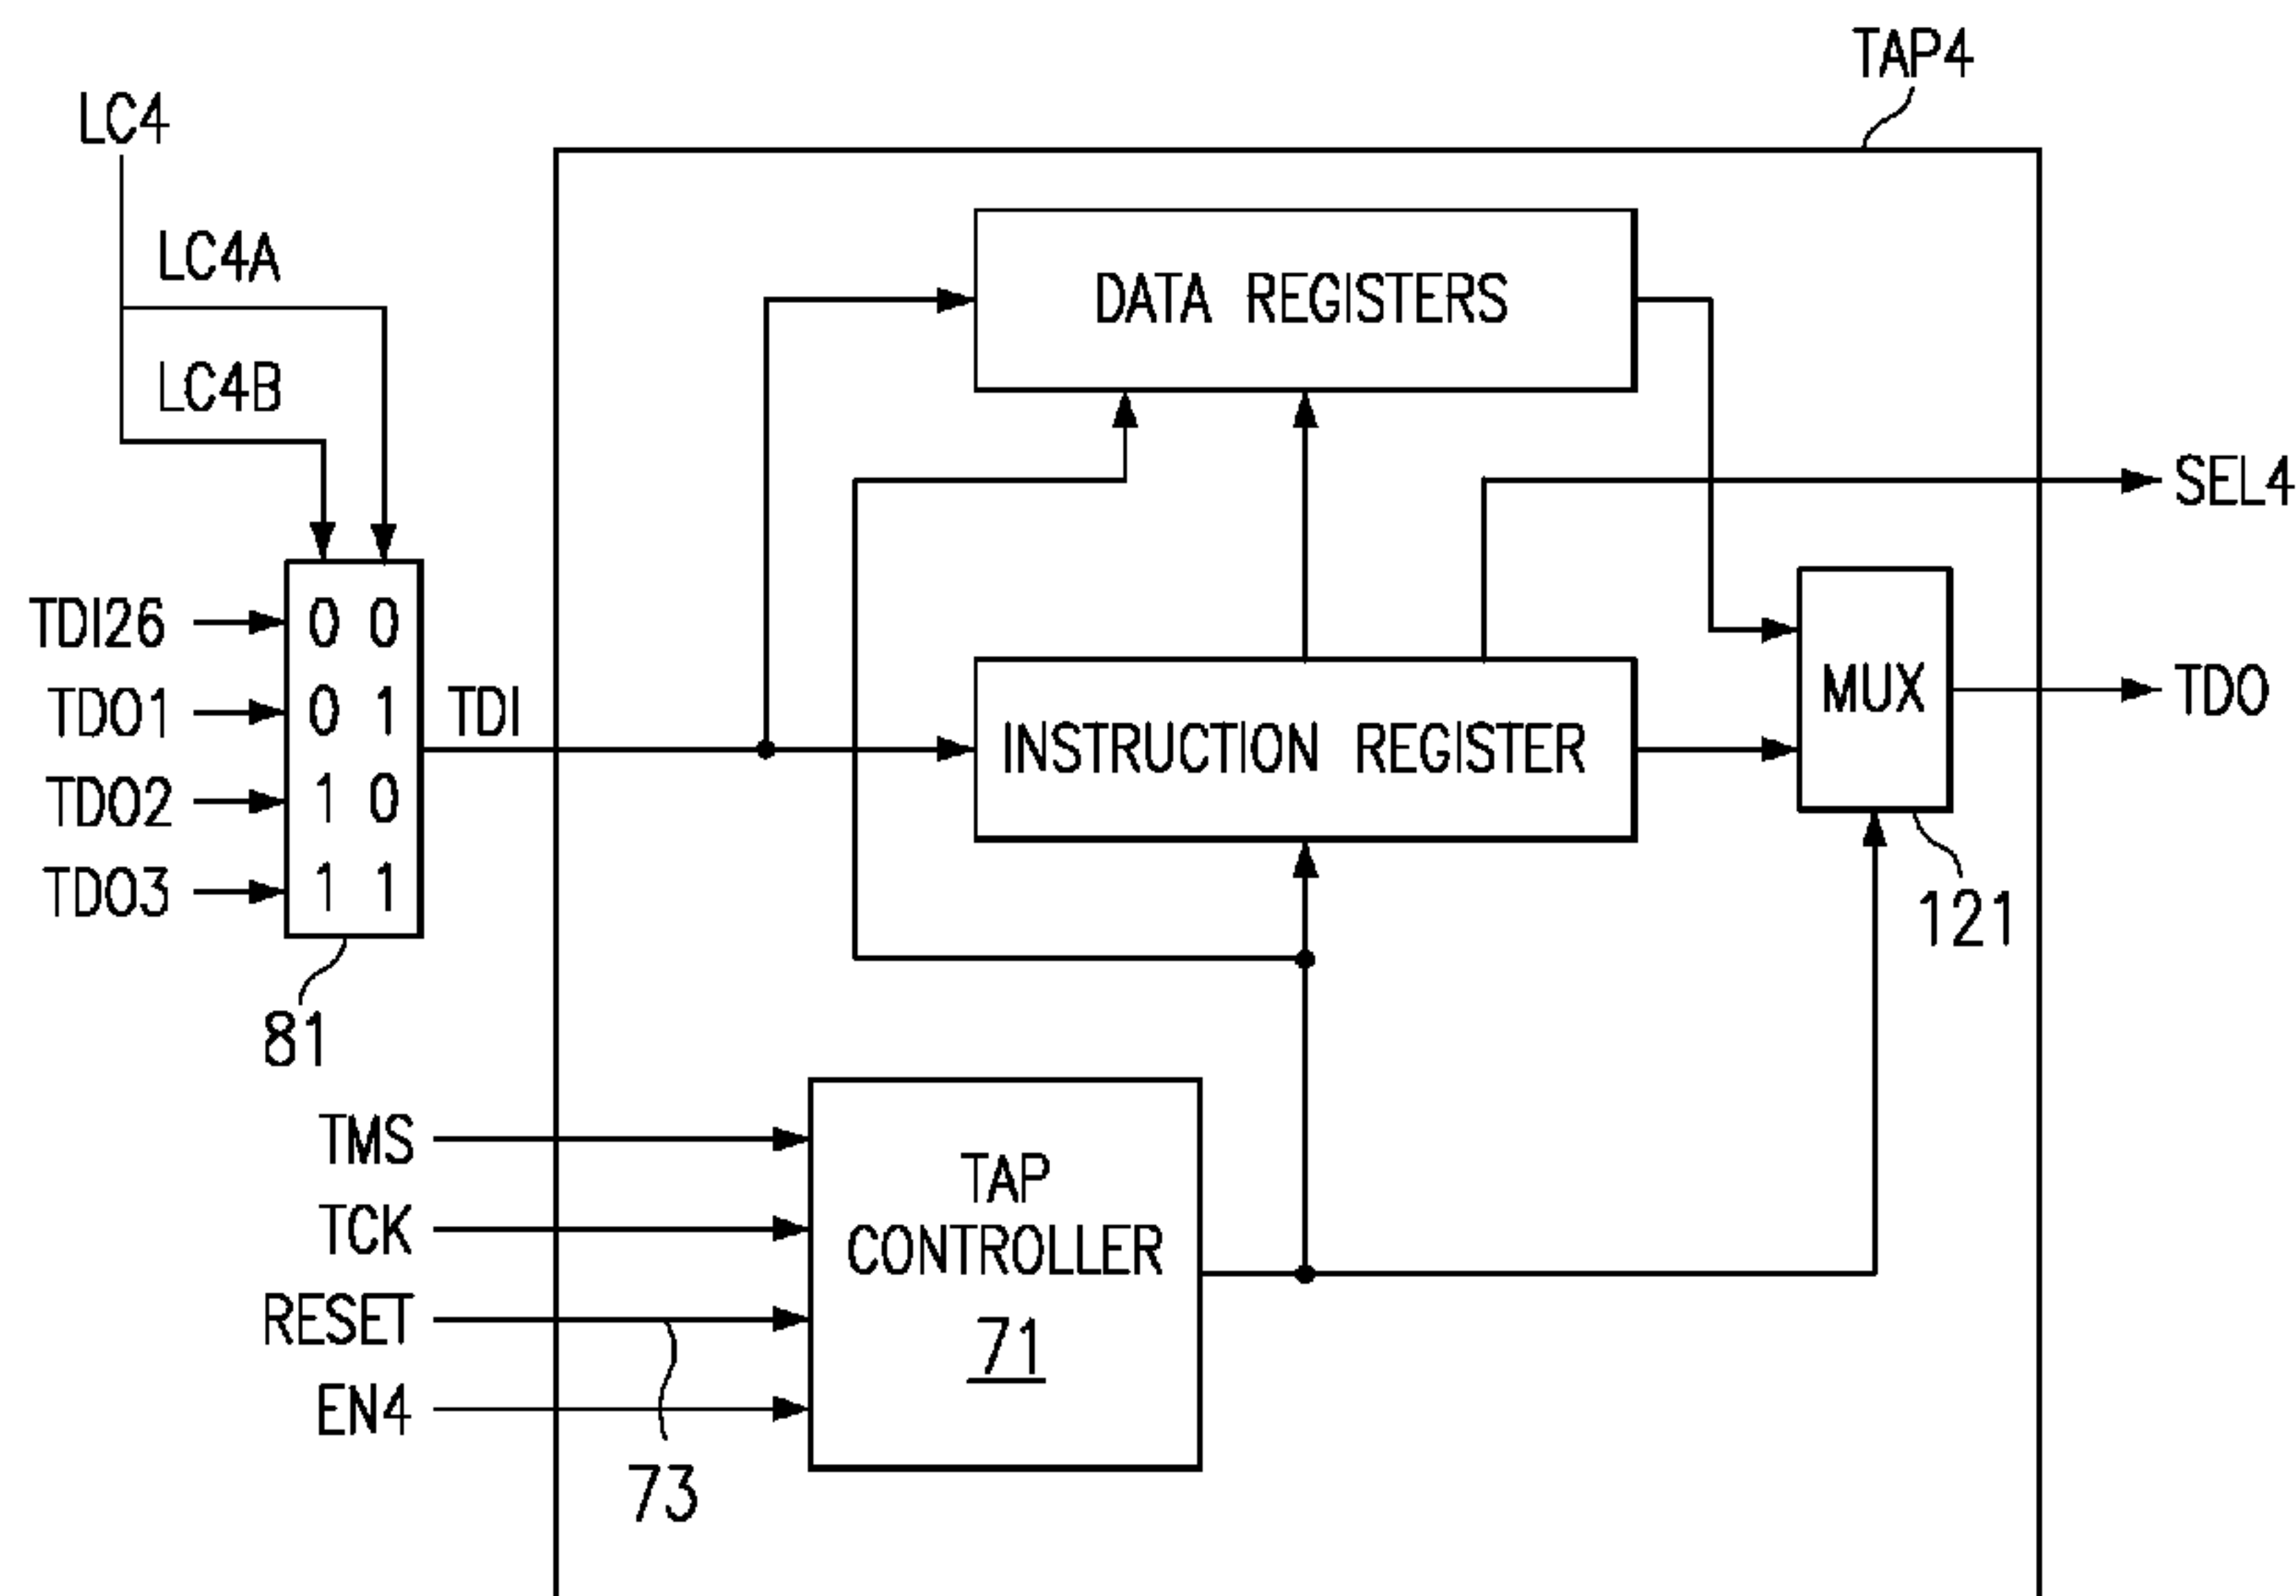 TAP4
LC4
LC4A
LC4B
DATA REGISTERS
SEL4
TDI26
0 0
TDO1
0 1
TDI
TDO2
1 0
TDO3
1 1
INSTRUCTION REGISTER
MUX
TDO
121
81
TMS
TCK
RESET
EN4
TAP
CONTROLLER
71
73